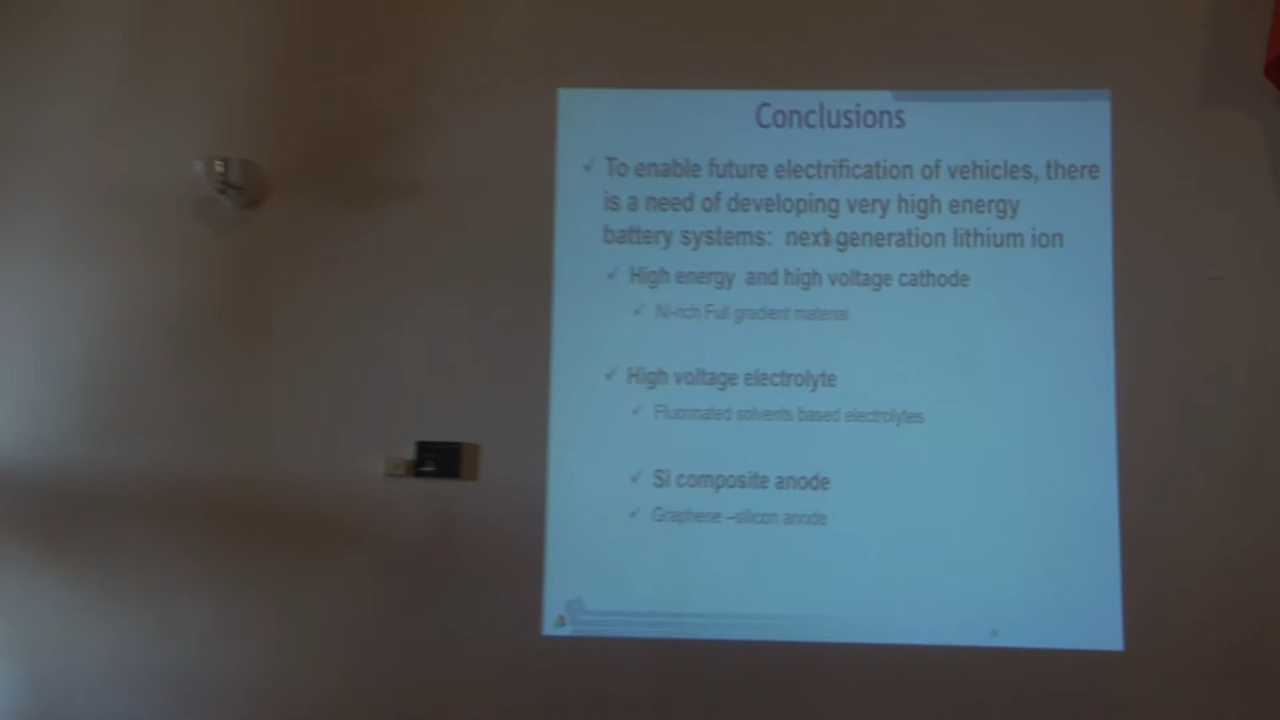 Conclusions
✓ To enable future electrification of vehicles, there
is a need of developing very high energy
battery systems: next generation lithium ion
✓ High energy and high voltage cathode
✓ Ni-rich Full gradient material
✓ High voltage electrolyte
✓ Fluorinated solvents based electrolytes
✓ Si composite anode
✓ Graphene –silicon anode